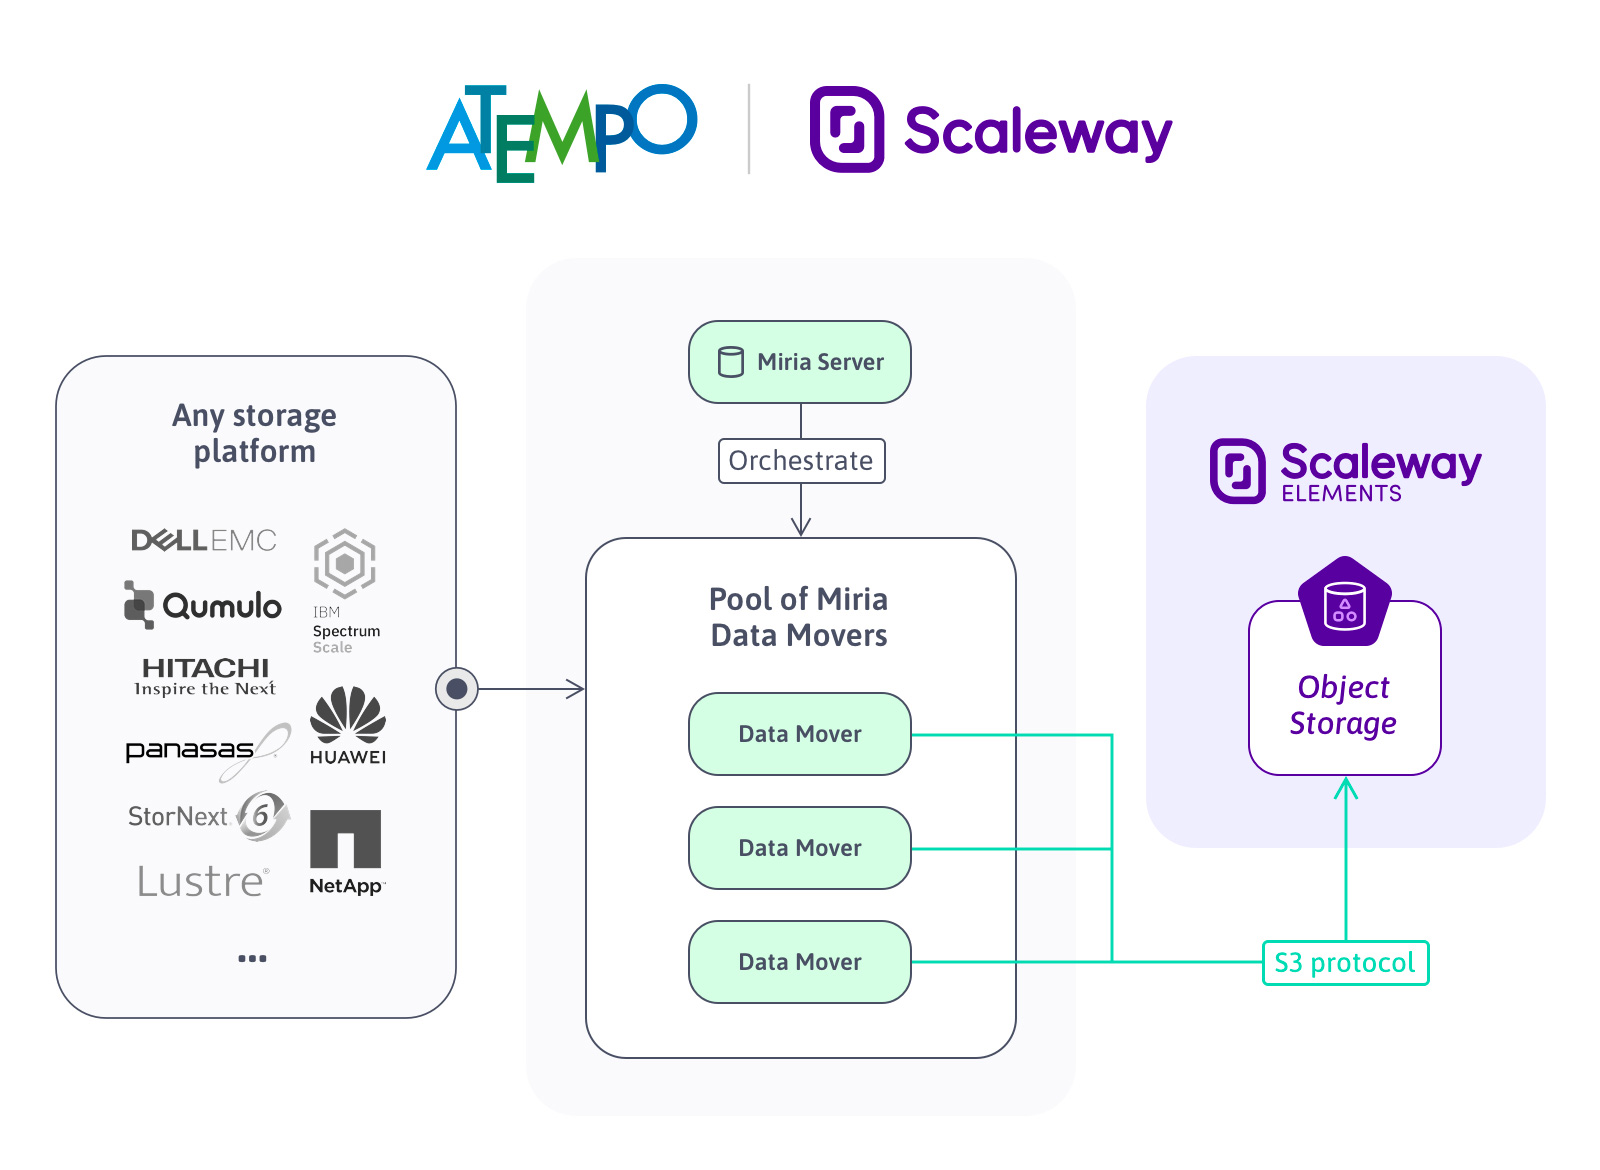 ATEMPO
Scaleway
Any storage
platform
DELLEMC
Qumulo
HITACHI
Inspire the Next
panasas
StorNext 6
Lustre®
IBM
Spectrum
Scale
HUAWEI
NetApp™
...
Miria Server
Orchestrate
Pool of Miria
Data Movers
Data Mover
Data Mover
Data Mover
Scaleway
ELEMENTS
Object
Storage
S3 protocol